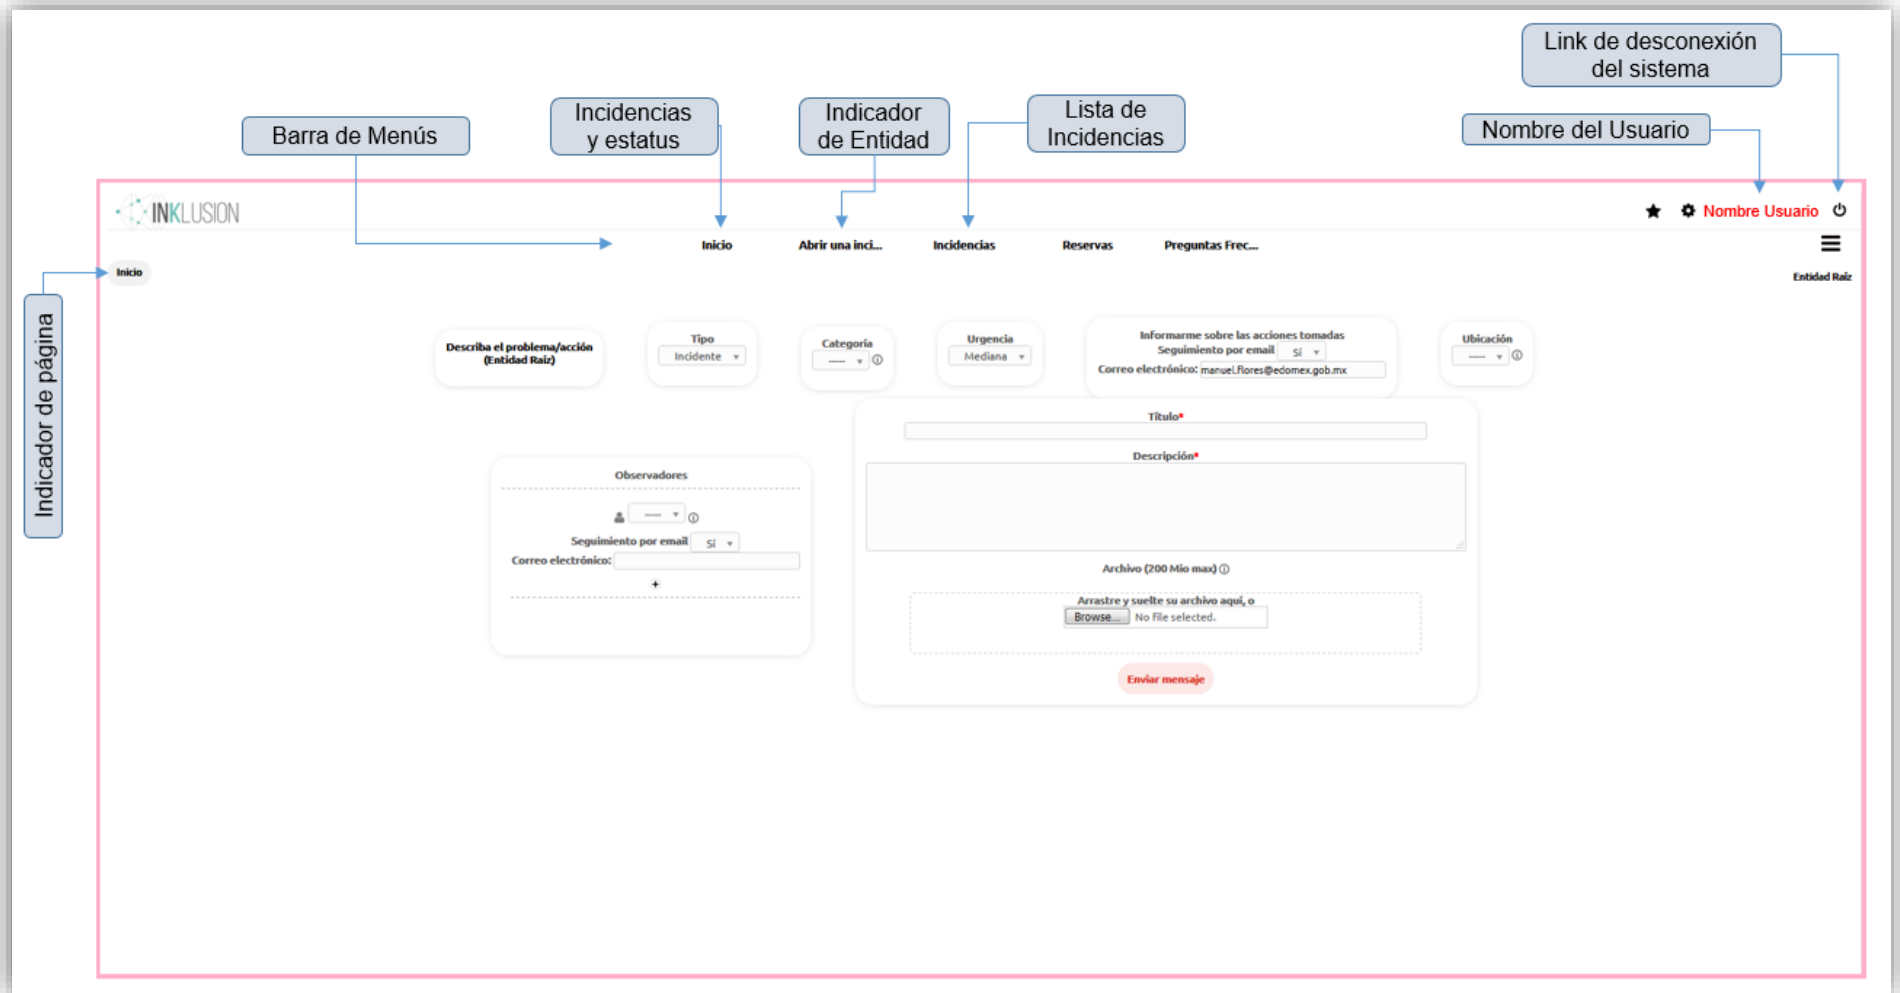 Link de desconexión
del sistema
Incidencias
y estatus
Indicador
de Entidad
Lista de
Incidencias
Barra de Menús
Nombre del Usuario
INKLUSION
Nombre Usuario
Inicio
Abrir una inci...
Incidencias
Reservas
Preguntas Frec...
Inicio
Entidad Raíz
Indicador de página
Describa el problema/acción
(Entidad Raíz)
Tipo
Incidente
Categoría
-----
Urgencia
Mediana
Informarme sobre las acciones tomadas
Seguimiento por email Sí
Correo electrónico: manuel.flores@edomex.gob.mx
Ubicación
-----
Título*
Descripción*
Observadores
-----
Seguimiento por email Sí
Correo electrónico:
+
Archivo (200 Mio max)
Arrastre y suelte su archivo aquí, o
Browse... No file selected.
Enviar mensaje